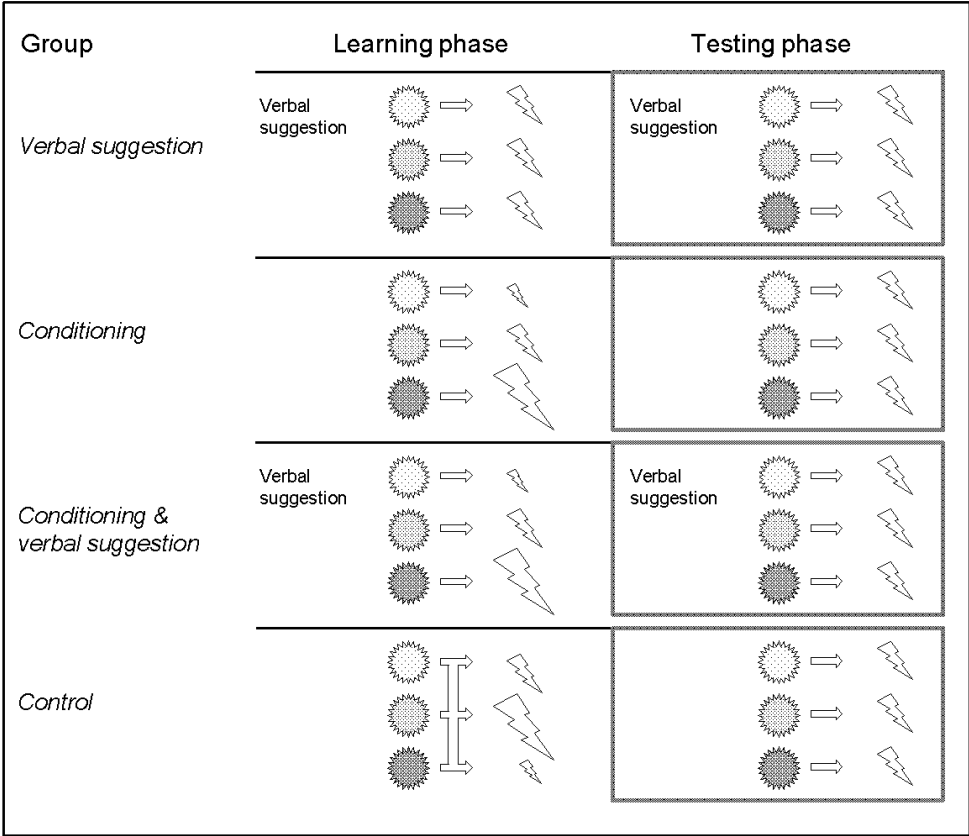 Group Learning phase Testing phase
Verbal suggestion
Verbal
suggestion
Verbal
suggestion
Conditioning
Conditioning &
verbal suggestion
Verbal
suggestion
Verbal
suggestion
Control